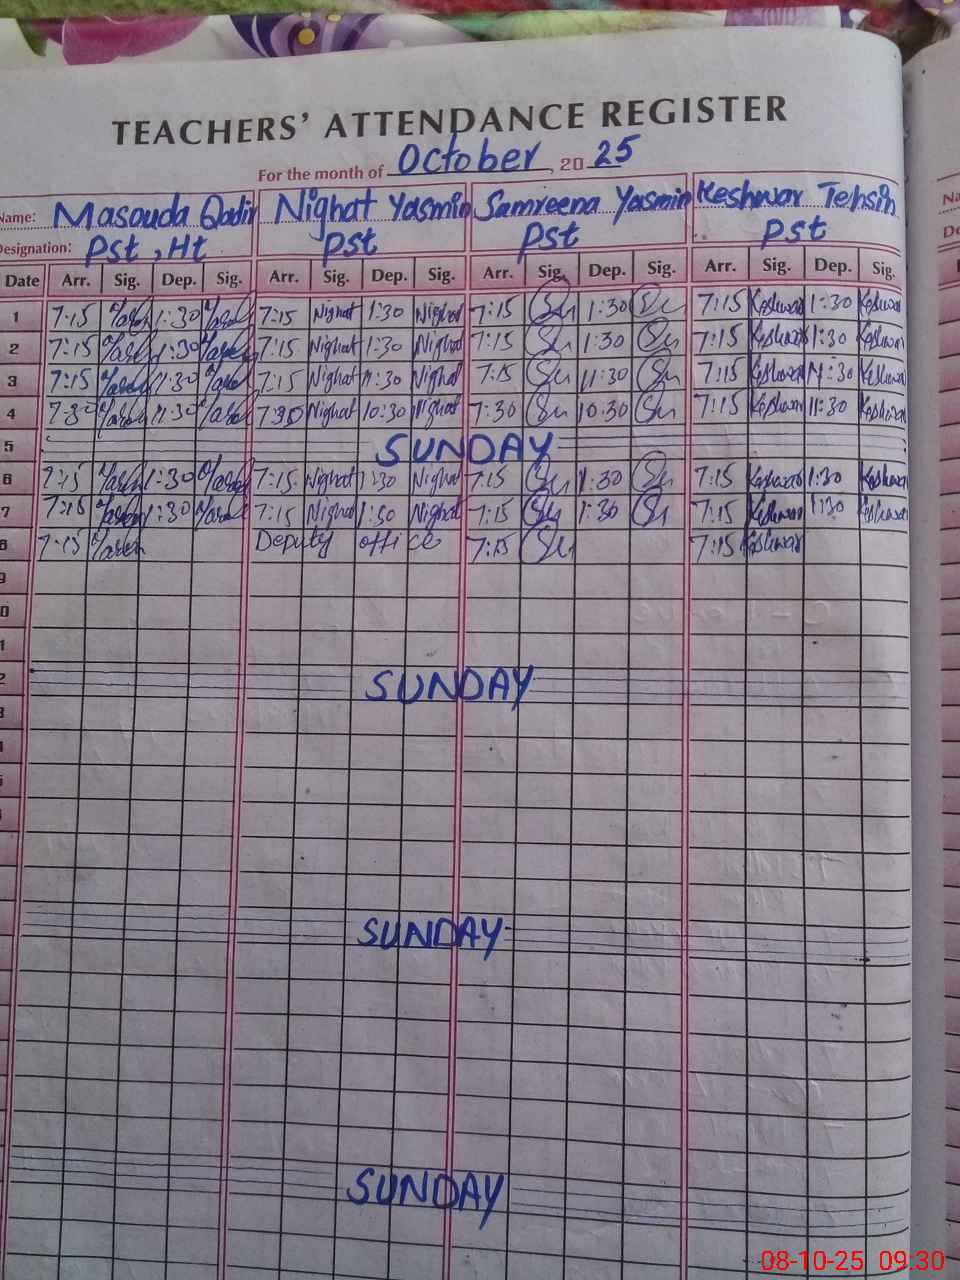 TEACHERS' ATTENDANCE REGISTER
For the month of October, 20 25
Name: Masouda Qadir Nighat Yasmin Samreena Yasmin Keshwar Tehsin
Designation: Pst, Ht Pst Pst Pst
Date Arr. Sig. Dep. Sig. Arr. Sig. Dep. Sig. Arr. Sig. Dep. Sig. Arr. Sig. Dep. Sig.
1 7:15 1:30 7:15 Nighat 1:30 Nighat 7:15 1:30 7:15 Keshwar 1:30 Keshwar
2 7:15 1:30 7:15 Nighat 1:30 Nighat 7:15 1:30 7:15 Keshwar 1:30 Keshwar
3 7:15 11:30 7:15 Nighat 11:30 Nighat 7:15 11:30 7:15 Keshwar 11:30 Keshwar
4 7:30 11:30 7:30 Nighat 10:30 Nighat 7:30 10:30 7:15 Keshwar 11:30 Keshwar
5 SUNDAY
6 7:15 1:30 7:15 Nighat 1:30 Nighat 7:15 1:30 7:15 Keshwar 1:30 Keshwar
7 7:15 1:30 7:15 Nighat 1:30 Nighat 7:15 1:30 7:15 Keshwar 1:30 Keshwar
8 7:15 Deputy office 7:15 7:15 Keshwar
9
0
1
2 SUNDAY
3
SUNDAY
SUNDAY
08-10-25 09:30